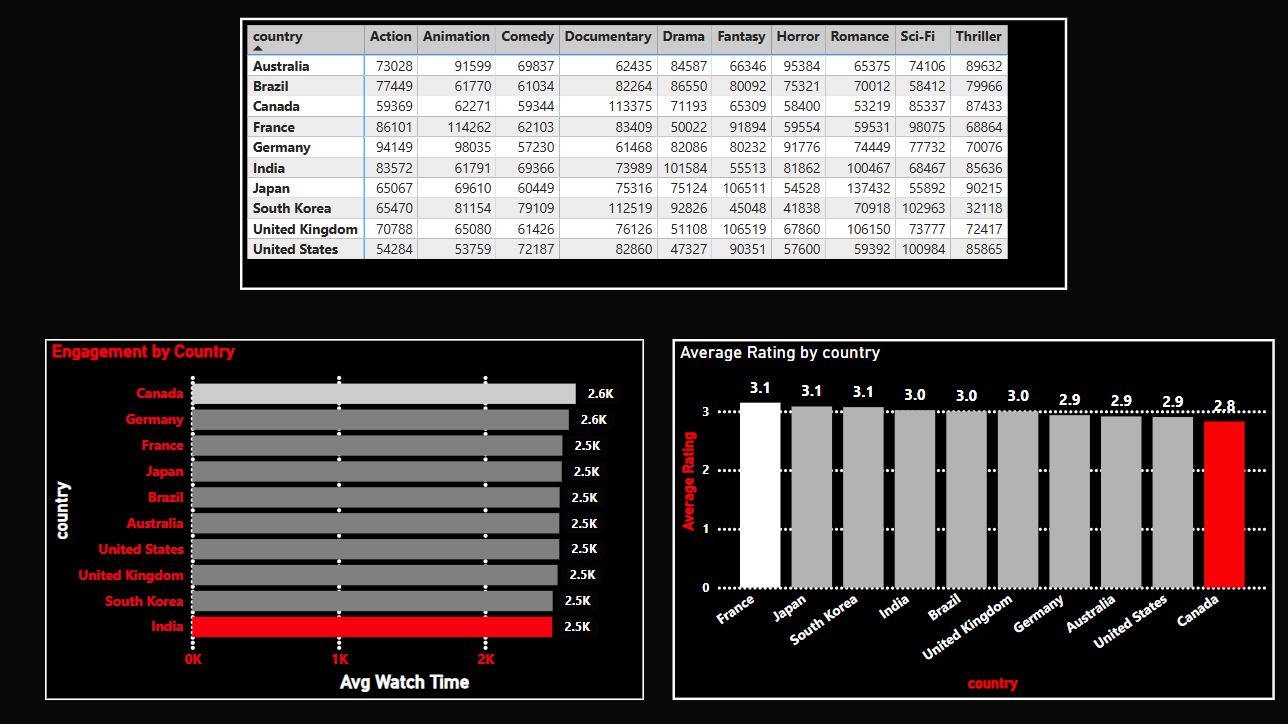 country Action Animation Comedy Documentary Drama Fantasy Horror Romance Sci-Fi Thriller
Australia 73028 91599 69837 62435 84587 66346 95384 65375 74106 89632
Brazil 77449 61770 61034 82264 86550 80092 75321 70012 58412 79966
Canada 59369 62271 59344 113375 71193 65309 58400 53219 85337 87433
France 86101 114262 62103 83409 50022 91894 59554 59531 98075 68864
Germany 94149 98035 57230 61468 82086 80232 91776 74449 77732 70076
India 83572 61791 69366 73989 101584 55513 81862 100467 68467 85636
Japan 65067 69610 60449 75316 75124 106511 54528 137432 55892 90215
South Korea 65470 81154 79109 112519 92826 45048 41838 70918 102963 32118
United Kingdom 70788 65080 61426 76126 51108 106519 67860 106150 73777 72417
United States 54284 53759 72187 82860 47327 90351 57600 59392 100984 85865
Engagement by Country
country
Canada 2.6K
Germany 2.6K
France 2.5K
Japan 2.5K
Brazil 2.5K
Australia 2.5K
United States 2.5K
United Kingdom 2.5K
South Korea 2.5K
India 2.5K
0K 1K 2K
Avg Watch Time
Average Rating by country
Average Rating
3.1 3.1 3.1 3.0 3.0 3.0 2.9 2.9 2.9 2.8
3
2
1
0
France Japan South Korea India Brazil United Kingdom Germany Australia United States Canada
country